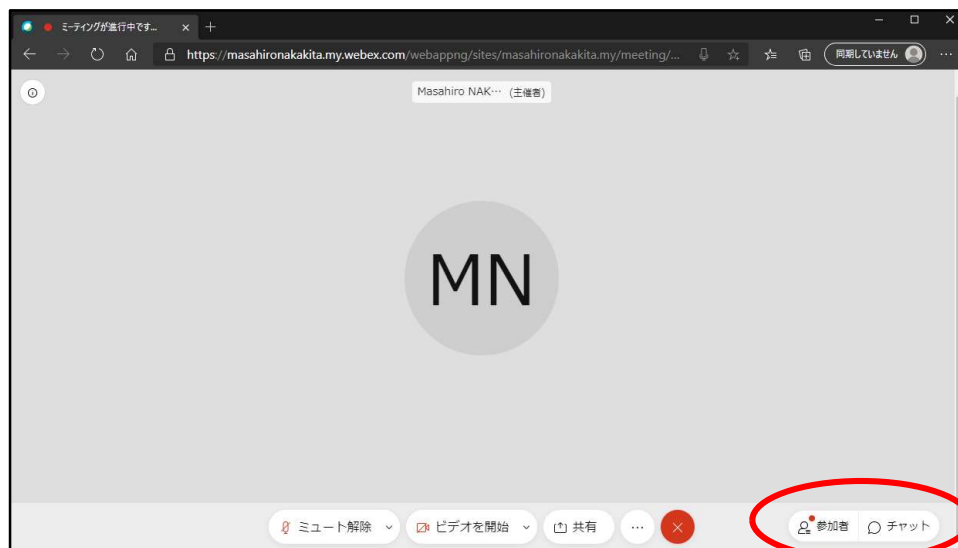 ミーティングが進行中です...
https://masahironakakita.my.webex.com/webappng/sites/masahironakakita.my/meeting/...
同期していません
Masahiro NAK… (主催者)
MN
ミュート解除
ビデオを開始
共有
参加者
チャット